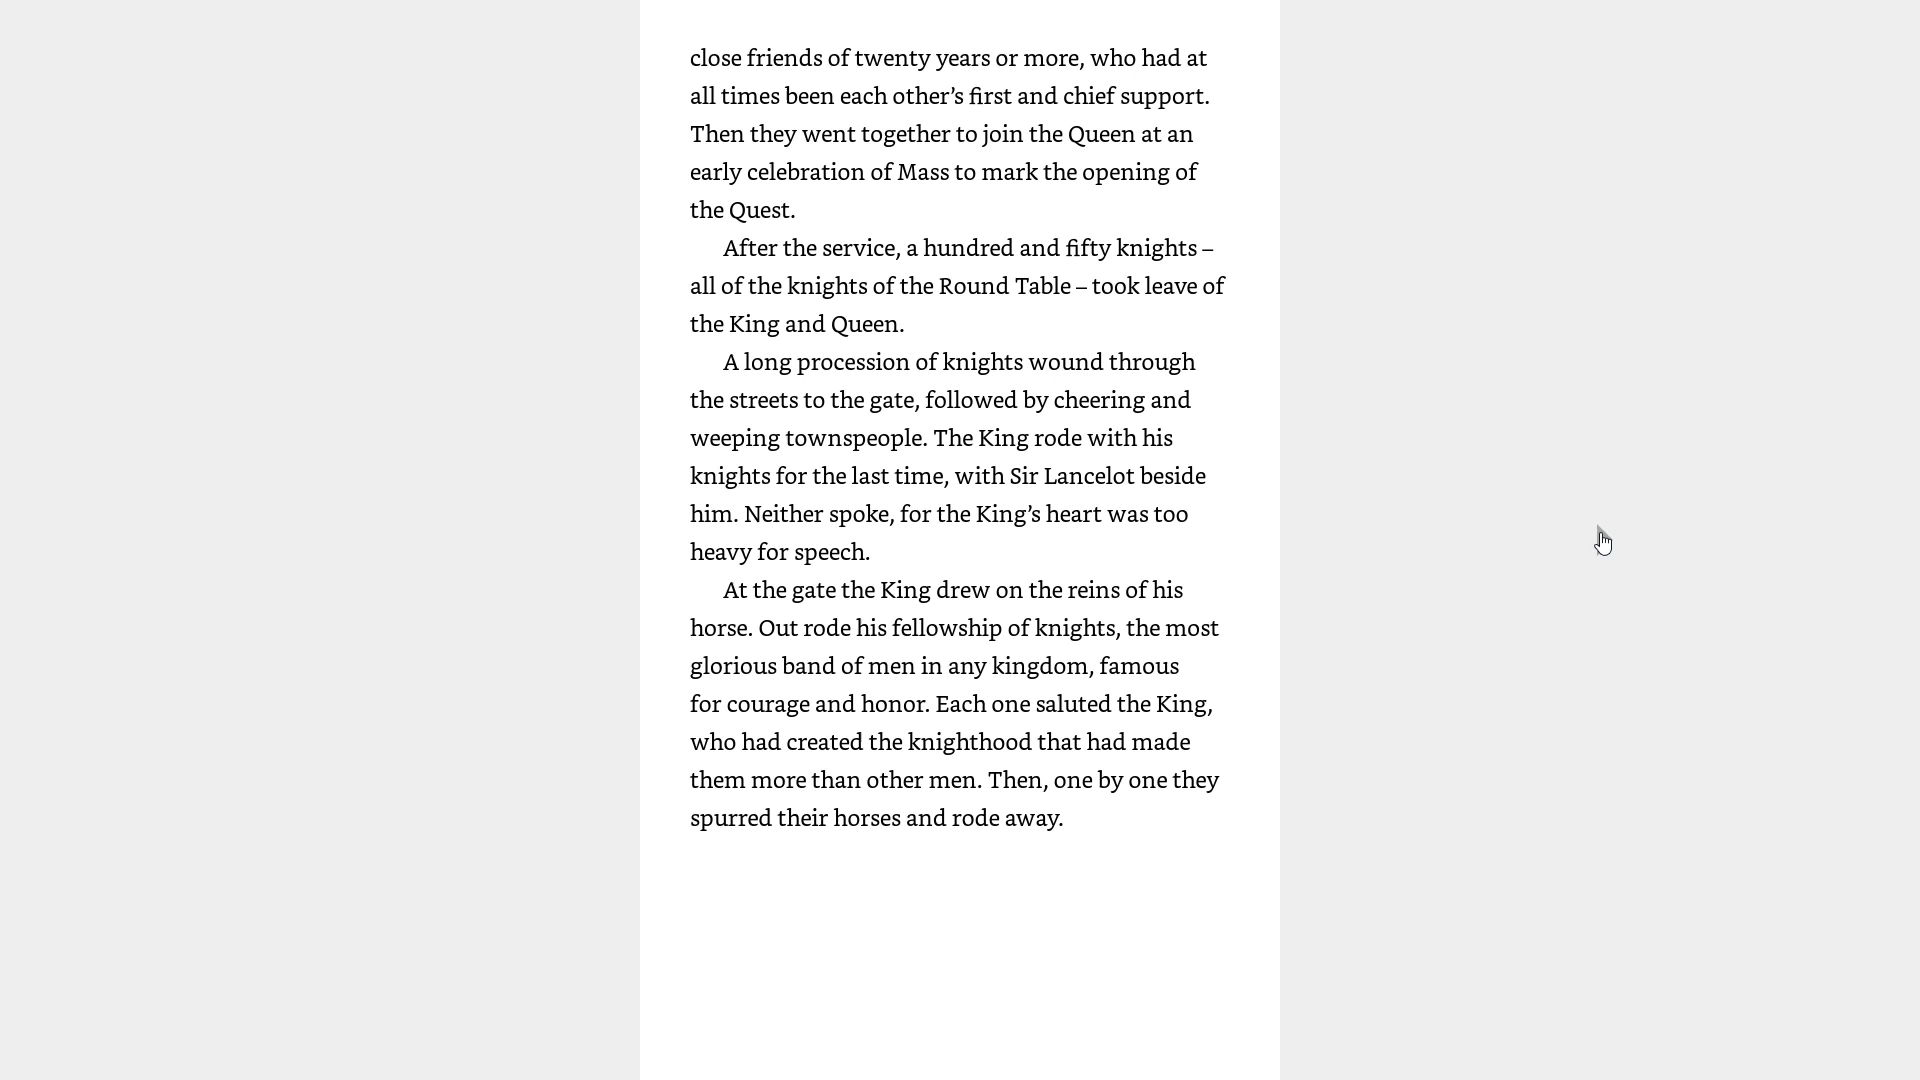 close friends of twenty years or more, who had at
all times been each other’s first and chief support.
Then they went together to join the Queen at an
early celebration of Mass to mark the opening of
the Quest.
After the service, a hundred and fifty knights –
all of the knights of the Round Table – took leave of
the King and Queen.
A long procession of knights wound through
the streets to the gate, followed by cheering and
weeping townspeople. The King rode with his
knights for the last time, with Sir Lancelot beside
him. Neither spoke, for the King’s heart was too
heavy for speech.
At the gate the King drew on the reins of his
horse. Out rode his fellowship of knights, the most
glorious band of men in any kingdom, famous
for courage and honor. Each one saluted the King,
who had created the knighthood that had made
them more than other men. Then, one by one they
spurred their horses and rode away.